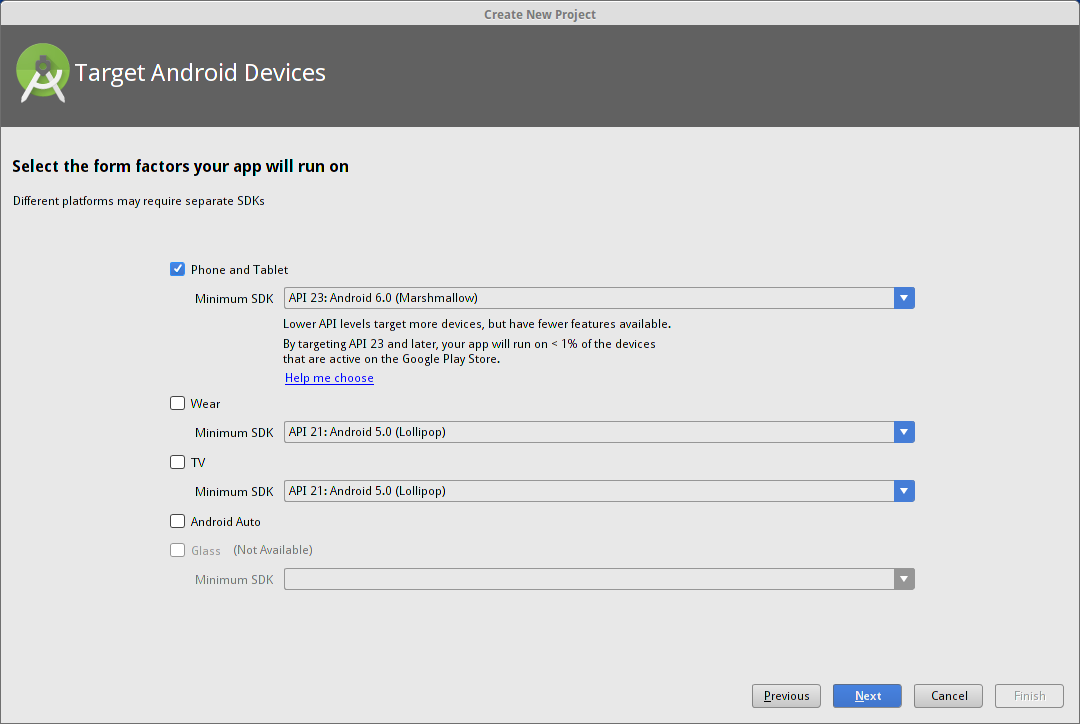 Create New Project
Target Android Devices
Select the form factors your app will run on
Different platforms may require separate SDKs
Phone and Tablet
Minimum SDK API 23: Android 6.0 (Marshmallow)
Lower API levels target more devices, but have fewer features available.
By targeting API 23 and later, your app will run on < 1% of the devices
that are active on the Google Play Store.
Help me choose
Wear
Minimum SDK API 21: Android 5.0 (Lollipop)
TV
Minimum SDK API 21: Android 5.0 (Lollipop)
Android Auto
Glass (Not Available)
Minimum SDK
Previous Next Cancel Finish